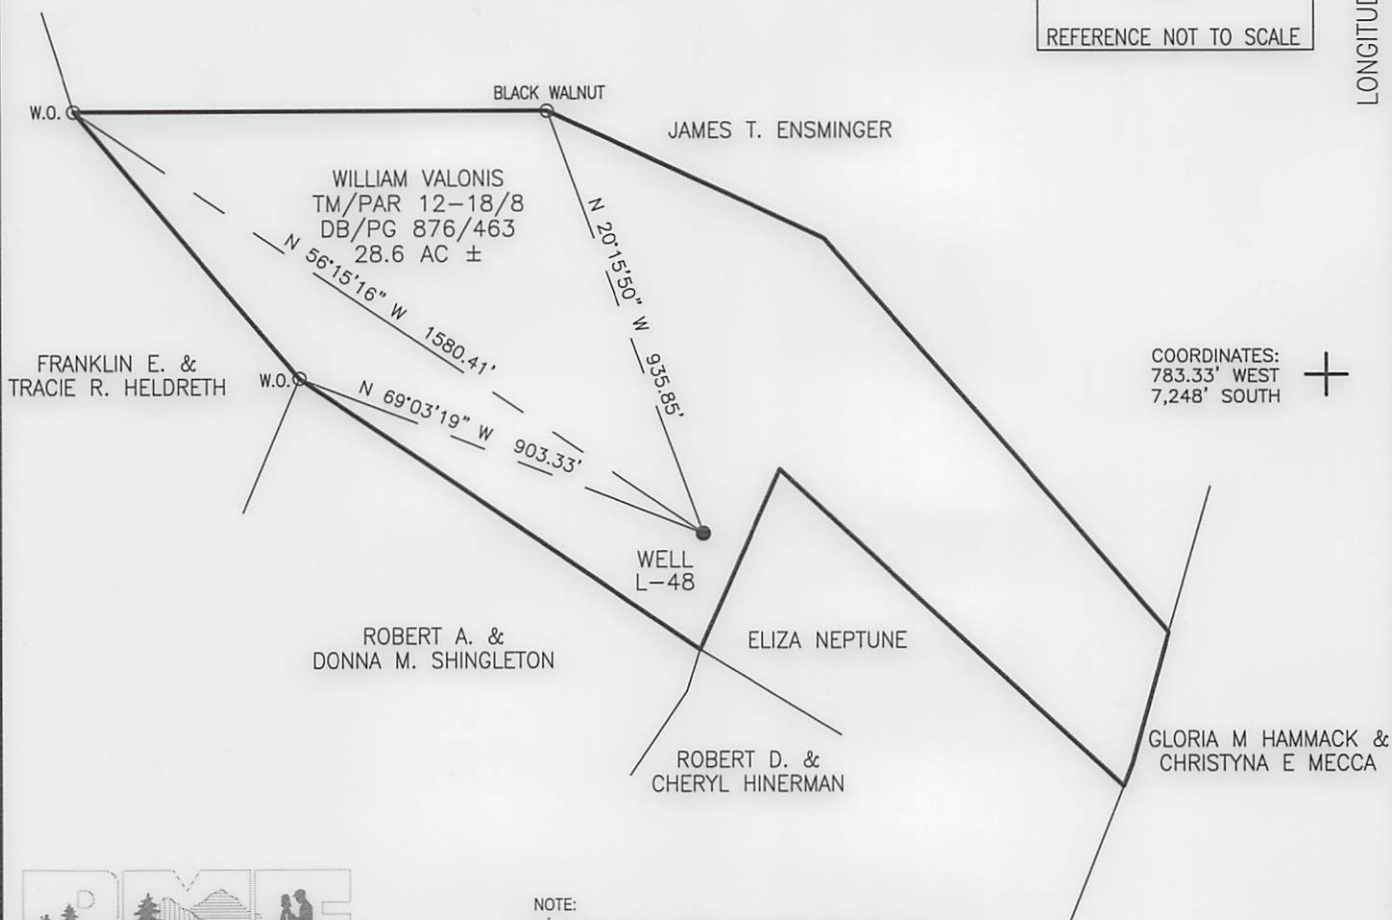 REFERENCE NOT TO SCALE
LONGITUD
BLACK WALNUT
W.O.
JAMES T. ENSMINGER
WILLIAM VALONIS
TM/PAR 12-18/8
DB/PG 876/463
28.6 AC ±
N 20°15'50" W 935.85'
N 56°15'16" W 1580.41'
FRANKLIN E. &
TRACIE R. HELDRETH
W.O.
N 69°03'19" W 903.33'
COORDINATES:
783.33' WEST
7,248' SOUTH
WELL
L-48
ROBERT A. &
DONNA M. SHINGLETON
ELIZA NEPTUNE
ROBERT D. &
CHERYL HINERMAN
GLORIA M HAMMACK &
CHRISTYNA E MECCA
NOTE: